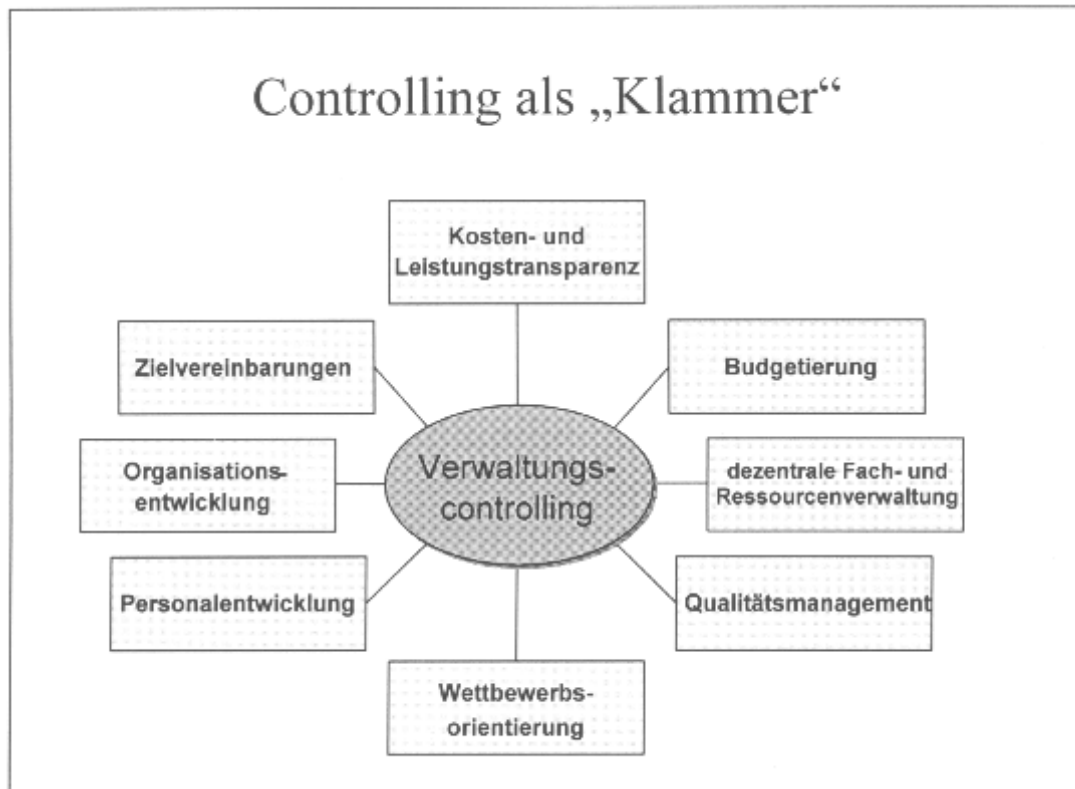 Controlling als „Klammer“
Kosten- und
Leistungstransparenz
Zielvereinbarungen
Budgetierung
Organisations-
entwicklung
Verwaltungs-
controlling
dezentrale Fach- und
Ressourcenverwaltung
Personalentwicklung
Qualitätsmanagement
Wettbewerbs-
orientierung